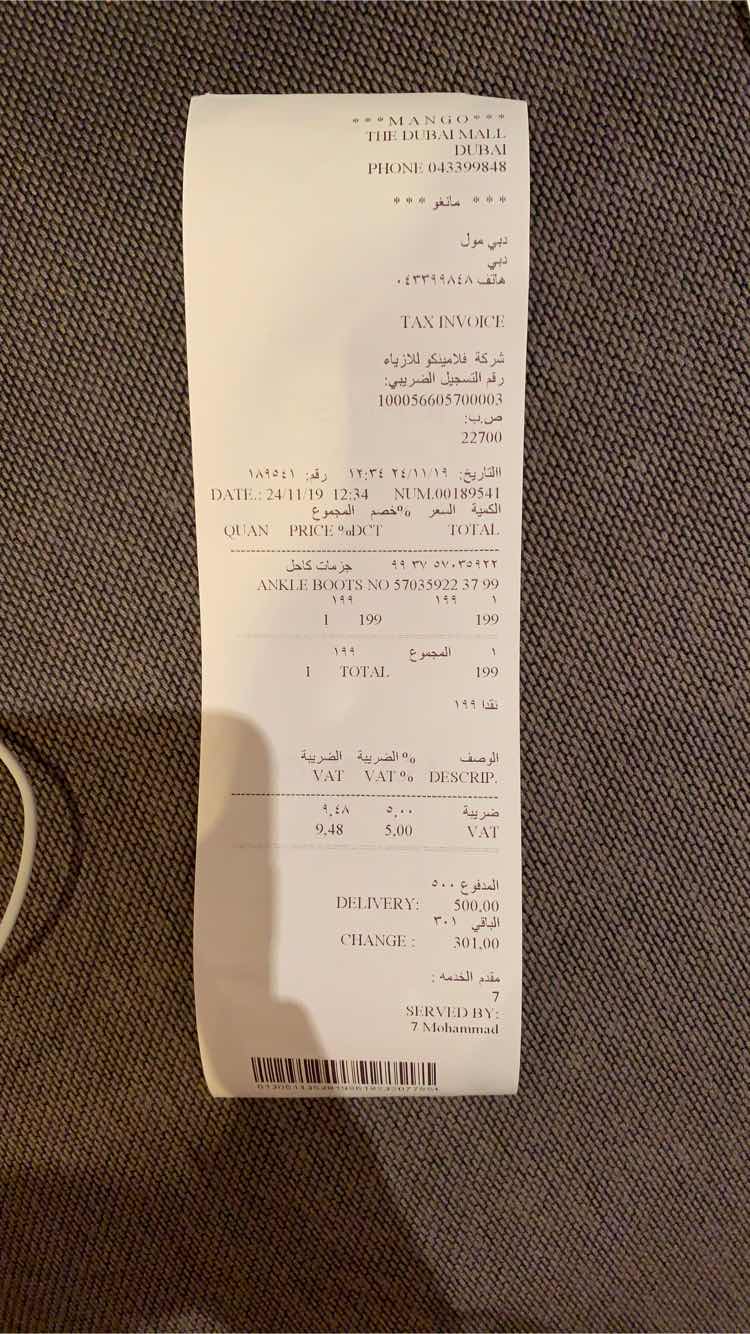 ***MANGO***
THE DUBAI MALL
DUBAI
PHONE 043399848
*** مانغو ***
دبي مول
دبي
هاتف ٠٤٣٣٩٩٨٤٨
TAX INVOICE
شركة فلامينكو للازياء
رقم التسجيل الضريبي:
100056605700003
ص.ب:
22700
االتاريخ: ٢٤/١١/١٩ ١٢:٣٤ رقم: ١٨٩٥٤١
DATE.: 24/11/19 12:34 NUM.00189541
الكمية السعر %خصم المجموع
QUAN PRICE %DCT TOTAL
٥٧٠٣٥٩٢٢ ٣٧ ٩٩ جزمات كاحل
ANKLE BOOTS NO 57035922 37 99
١ ١٩٩ ١٩٩
1 199 199
١ المجموع ١٩٩
1 TOTAL 199
نقدا ١٩٩
الوصف %الضريبة الضريبة
VAT VAT % DESCRIP.
ضريبة ٥,٠٠ ٩,٤٨
9,48 5,00 VAT
المدفوع ٥٠٠
DELIVERY: 500,00
الباقي ٣٠١
CHANGE : 301,00
مقدم الخدمه :
7
SERVED BY:
7 Mohammad